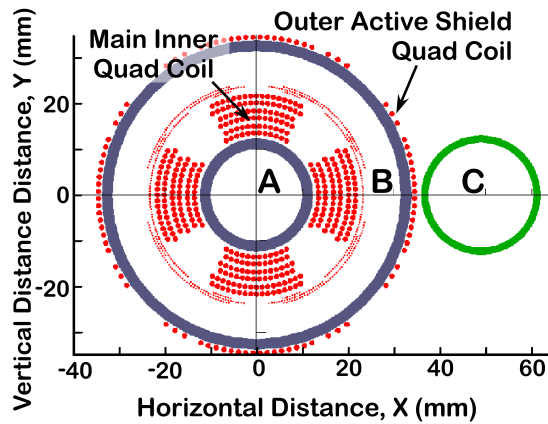 Outer Active Shield
Quad Coil
Main Inner
Quad Coil
Vertical Distance, Y (mm)
20
0
-20
A
B
C
-40
-20
0
20
40
60
Horizontal Distance, X (mm)